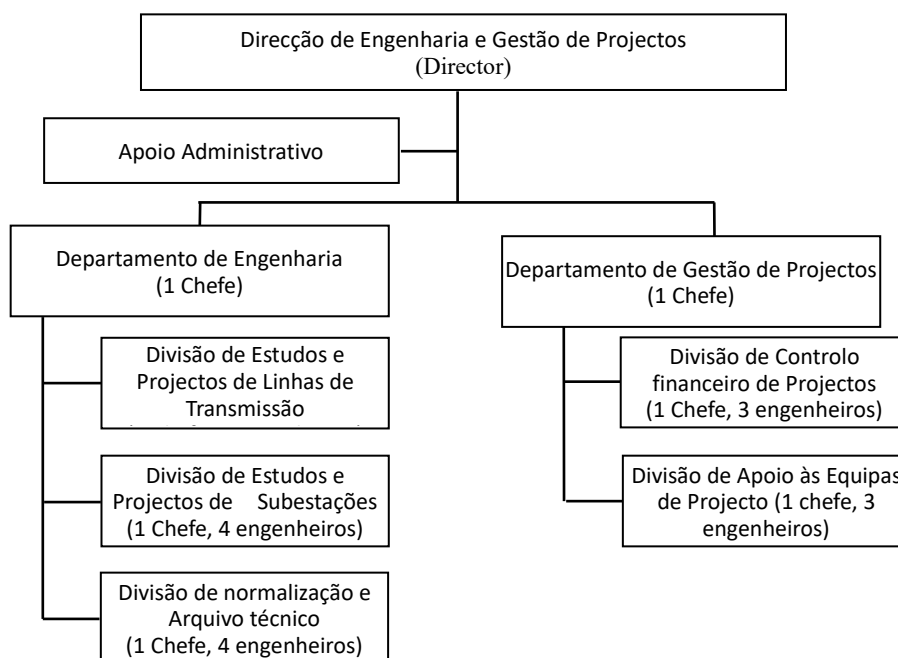 Direcção de Engenharia e Gestão de Projectos
(Director)
Apoio Administrativo
Departamento de Engenharia
(1 Chefe)
Departamento de Gestão de Projectos
(1 Chefe)
Divisão de Estudos e
Projectos de Linhas de
Transmissão
Divisão de Controlo
financeiro de Projectos
(1 Chefe, 3 engenheiros)
Divisão de Estudos e
Projectos de Subestações
(1 Chefe, 4 engenheiros)
Divisão de Apoio às Equipas
de Projecto (1 chefe, 3
engenheiros)
Divisão de normalização e
Arquivo técnico
(1 Chefe, 4 engenheiros)